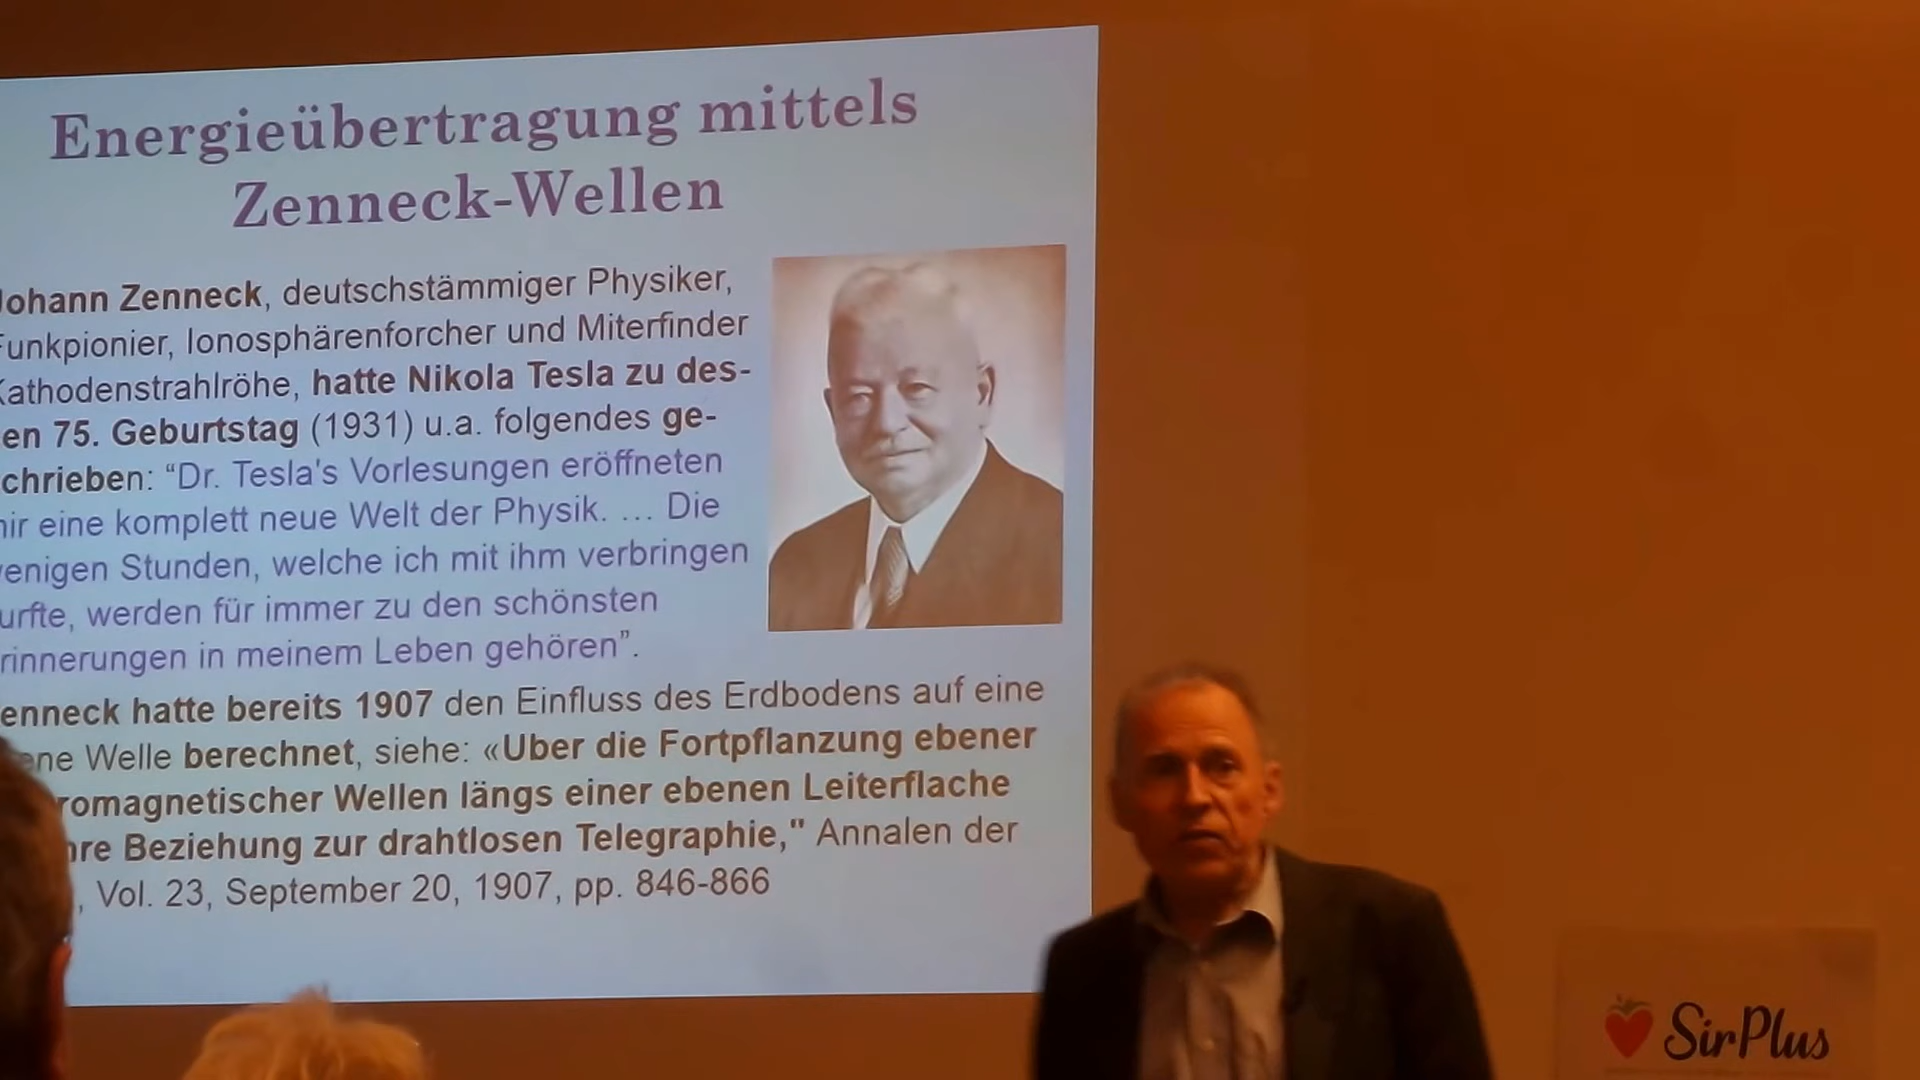 Energieübertragung mittels
Zenneck-Wellen
Johann Zenneck, deutschstämmiger Physiker,
Funkpionier, Ionosphärenforcher und Miterfinder
Kathodenstrahlröhe, hatte Nikola Tesla zu des-
en 75. Geburtstag (1931) u.a. folgendes ge-
chrieben: “Dr. Tesla's Vorlesungen eröffneten
mir eine komplett neue Welt der Physik. ... Die
wenigen Stunden, welche ich mit ihm verbringen
urfte, werden für immer zu den schönsten
rinnerungen in meinem Leben gehören”.
enneck hatte bereits 1907 den Einfluss des Erdbodens auf eine
ene Welle berechnet, siehe: «Uber die Fortpflanzung ebener
romagnetischer Wellen längs einer ebenen Leiterflache
hre Beziehung zur drahtlosen Telegraphie," Annalen der
, Vol. 23, September 20, 1907, pp. 846-866
SirPlus